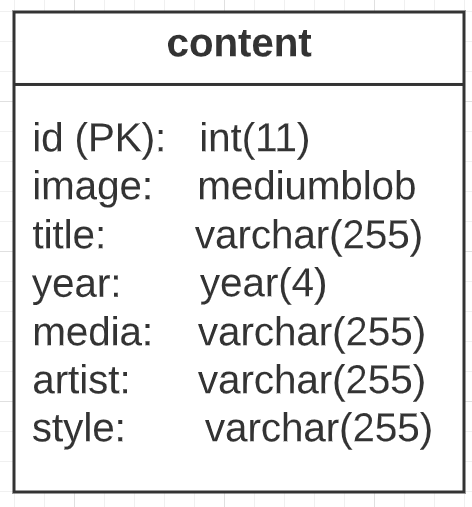 content
id (PK): int(11)
image: mediumblob
title: varchar(255)
year: year(4)
media: varchar(255)
artist: varchar(255)
style: varchar(255)